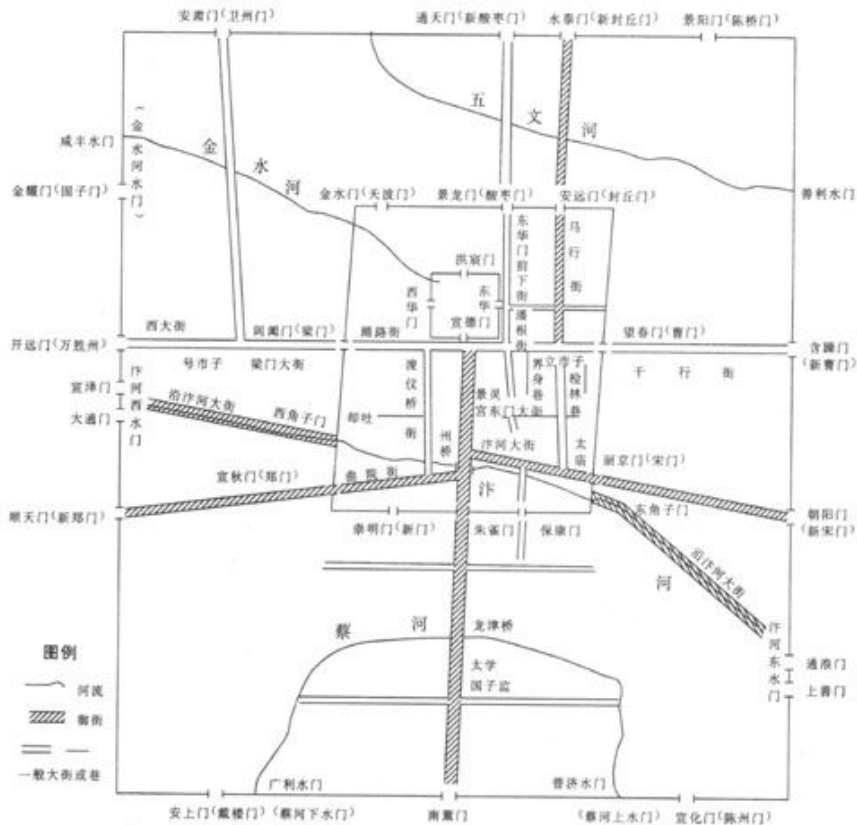 安肃门(卫州门)
通天门(新酸枣门)
永泰门(新封丘门)
景阳门(陈桥门)
五
文
河
咸丰水门
(金水河水门)
金
水
河
金耀门(固子门)
善利水门
金水门(天波门)
景龙门(酸枣门)
安远门(封丘门)
东华门前下街
马行街
洪宸门
西华门
东华
宣德门
潘根街
西大街
阊阖门(梁门)
顺路街
望春门(曹门)
开远门(万胜州)
含
门
(新曹门)
号市子
梁门大街
浚仪桥街
界身巷
立市子
检林巷
干行街
宣泽门
汴河西水门
沿汴河大街
西角子门
景灵
宫东门大街
大通门
州桥
汴河大街
太庙
丽京门(宋门)
宣秋门(郑门)
曲院街
汴
东角子门
顺天门(新郑门)
朝阳门
(新宋门)
崇明门(新门)
朱雀门
保康门
沿汴河大街
河
蔡
河
龙津桥
汴河东水门
通浪门
上善门
太学
国子监
图例
河流
御街
一般大街或巷
广利水门
普济水门
安上门(戴楼门)
(蔡河下水门)
南薰门
(蔡河上水门)
宣化门(陈州门)